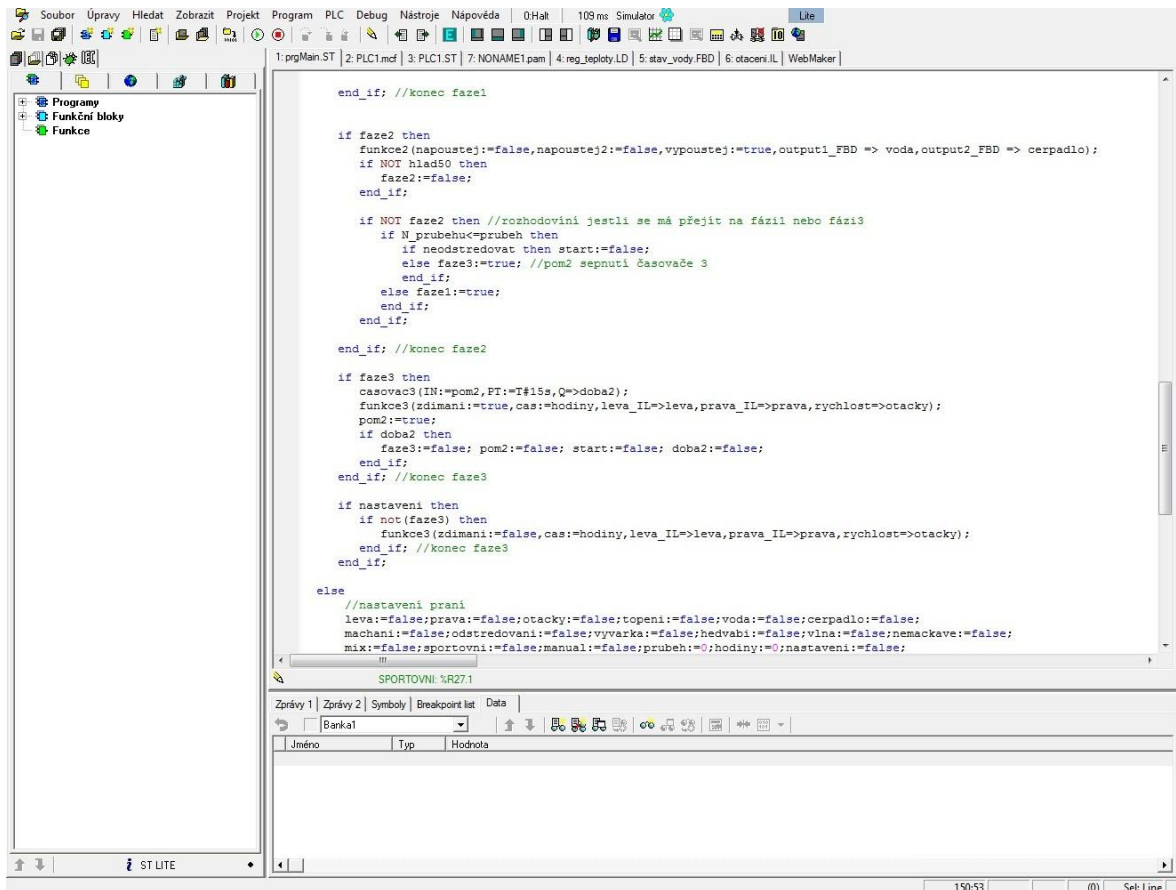 Soubor Úpravy Hledat Zobrazit Projekt Program PLC Debug Nástroje Nápověda 0:Halt 109 ms Simulator Lite
1: prgMain.ST 2: PLC1.mcf 3: PLC1.ST 7: NONAME1.pam 4: reg_teploty.LD 5: stav_vody.FBD 6: otaceni.IL WebMaker
Programy
Funkční bloky
Funkce
end_if; //konec faze1
if faze2 then
funkce2(napoustej:=false,napoustej2:=false,vypoustej:=true,output1_FBD => voda,output2_FBD => cerpadlo);
if NOT hlad50 then
faze2:=false;
end_if;
if NOT faze2 then //rozhodovíní jestli se má přejít na fázi1 nebo fázi3
if N_prubehu<=prubeh then
if neodstredovat then start:=false;
else faze3:=true; //pom2 sepnutí časovače 3
end_if;
else faze1:=true;
end_if;
end_if;
end_if; //konec faze2
if faze3 then
casovac3(IN:=pom2,PT:=T#15s,Q=>doba2);
funkce3(zdimani:=true,cas:=hodiny,leva_IL=>leva,prava_IL=>prava,rychlost=>otacky);
pom2:=true;
if doba2 then
faze3:=false; pom2:=false; start:=false; doba2:=false;
end_if;
end_if; //konec faze3
if nastaveni then
if not(faze3) then
funkce3(zdimani:=false,cas:=hodiny,leva_IL=>leva,prava_IL=>prava,rychlost=>otacky);
end_if; //konec faze3
end_if;
else
//nastavení praní
leva:=false;prava:=false;otacky:=false;topeni:=false;voda:=false;cerpadlo:=false;
machani:=false;odstredovani:=false;vyvarka:=false;hedvabi:=false;vlna:=false;nemackave:=false;
mix:=false;sportovni:=false;manual:=false;prubeh:=0;hodiny:=0;nastaveni:=false;
SPORTOVNI: %R27.1
Zprávy 1 Zprávy 2 Symboly Breakpoint list Data
Banka1
Jméno Typ Hodnota
ST LITE
150:53 (0) Sel: Line